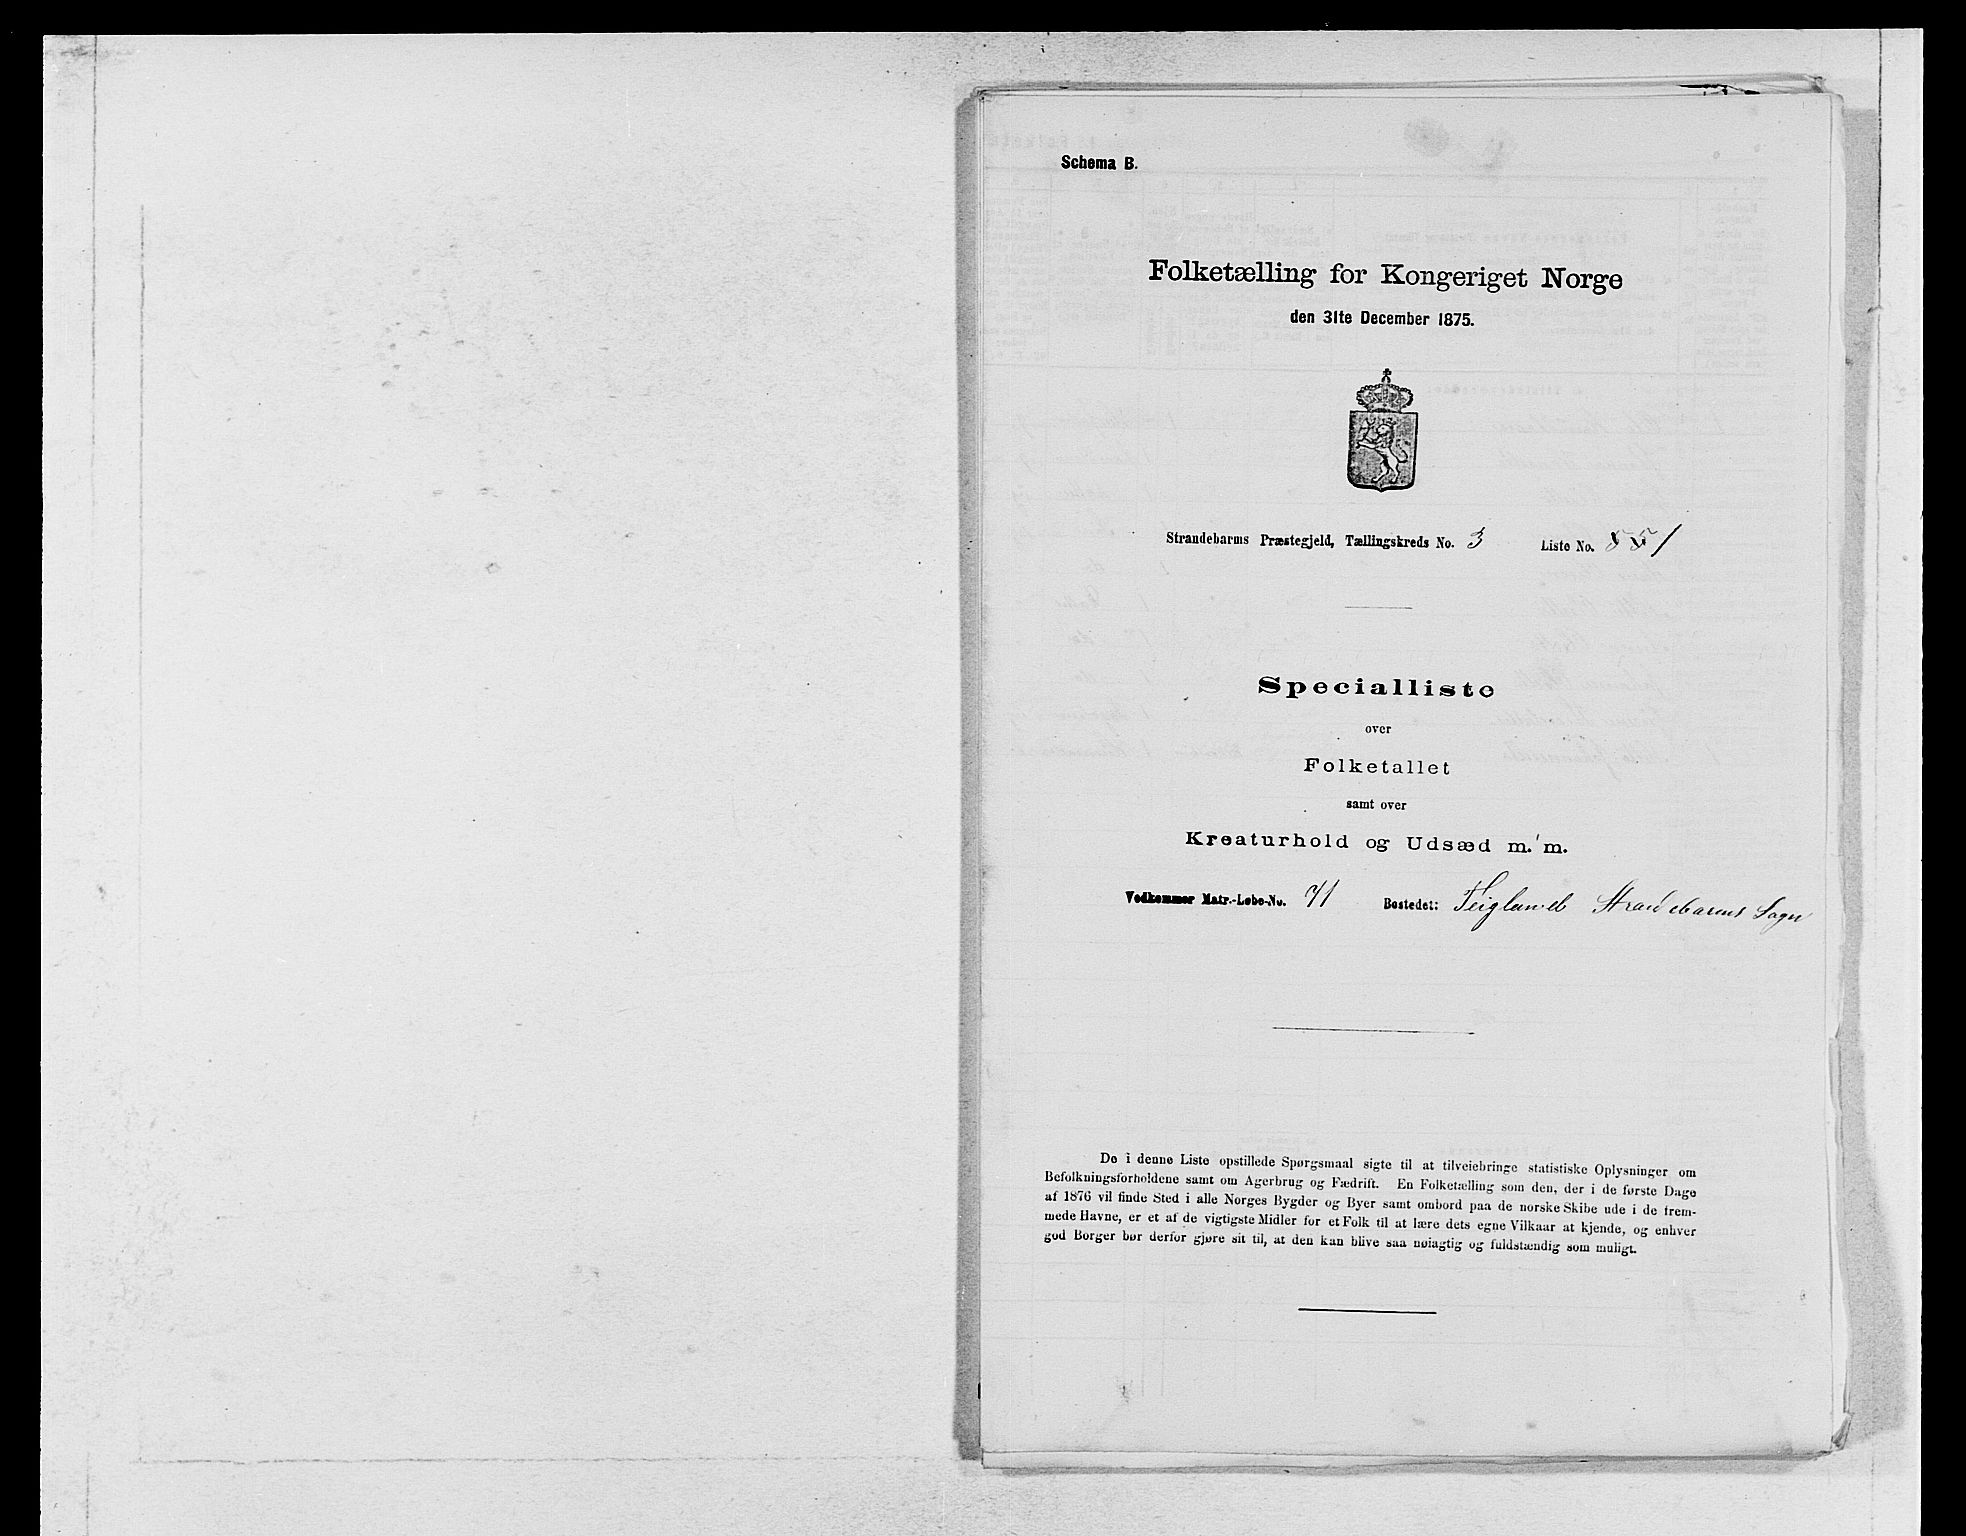 Schema B.
Folketælling for Kongeriget Norge
den 31te December 1875.
Strandebarms Præstegjeld, Tællingskreds No. 3 Liste No. 1
Specialliste
over
Folketallet
samt over
Kreaturhold og Udsæd m. m.
Vedkommer Matr.-Løbe-No. 71 Bostedet: Teigland Strandebarms Sogn
De i denne Liste opstillede Spørgsmaal sigte til at tilveiebringe statistiske Oplysninger om
Befolkningsforholdene samt om Agerbrug og Fædrift. En Folketælling som den, der i de første Dage
af 1876 vil finde Sted i alle Norges Bygder og Byer samt ombord paa de norske Skibe ude i de frem-
mede Havne, er et af de vigtigste Midler for et Folk til at lære dets egne Vilkaar at kjende, og enhver
god Borger bør derfor gjøre sit til, at den kan blive saa nøiagtig og fuldstændig som muligt.